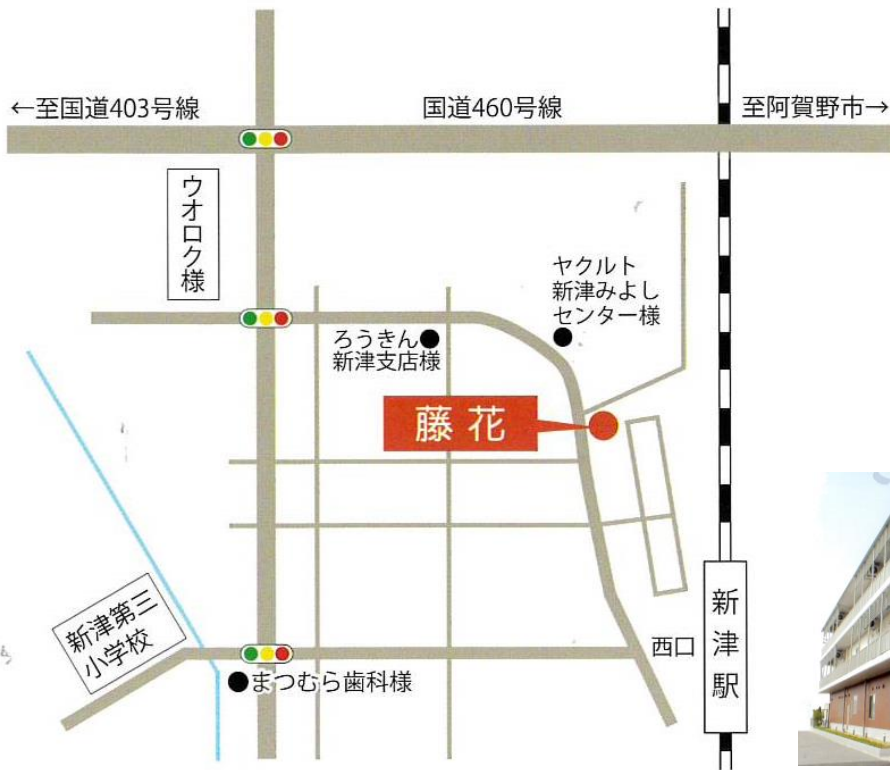 ←至国道403号線
国道460号線
至阿賀野市→
ウオロク様
ヤクルト
新津みよし
センター様
ろうきん
新津支店様
藤花
新津第三
小学校
西口
新津駅
まつむら歯科様